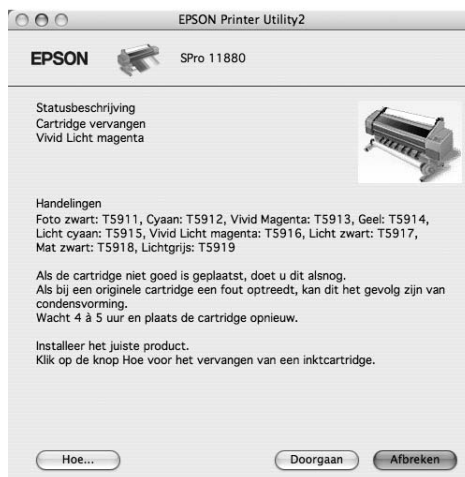 EPSON Printer Utility2
EPSON SPro 11880
Statusbeschrijving
Cartridge vervangen
Vivid Licht magenta
Handelingen
Foto zwart: T5911, Cyaan: T5912, Vivid Magenta: T5913, Geel: T5914,
Licht cyaan: T5915, Vivid Licht magenta: T5916, Licht zwart: T5917,
Mat zwart: T5918, Lichtgrijs: T5919
Als de cartridge niet goed is geplaatst, doet u dit alsnog.
Als bij een originele cartridge een fout optreedt, kan dit het gevolg zijn van
condensvorming.
Wacht 4 à 5 uur en plaats de cartridge opnieuw.
Installeer het juiste product.
Klik op de knop Hoe voor het vervangen van een inktcartridge.
Hoe... Doorgaan Afbreken